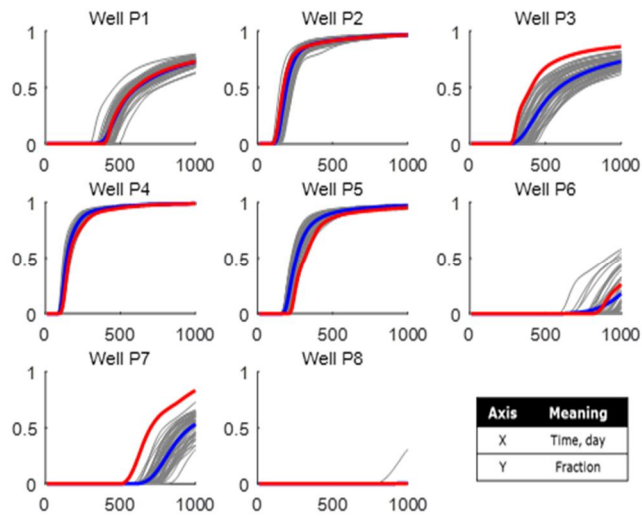 Well P1 Well P2 Well P3
1 1 1
0.5 0.5 0.5
0 0 0
0 500 1000 0 500 1000 0 500 1000
Well P4 Well P5 Well P6
1 1 1
0.5 0.5 0.5
0 0 0
0 500 1000 0 500 1000 0 500 1000
Well P7 Well P8
1 1
0.5 0.5
0 0
0 500 1000 0 500 1000
Axis Meaning
X Time, day
Y Fraction